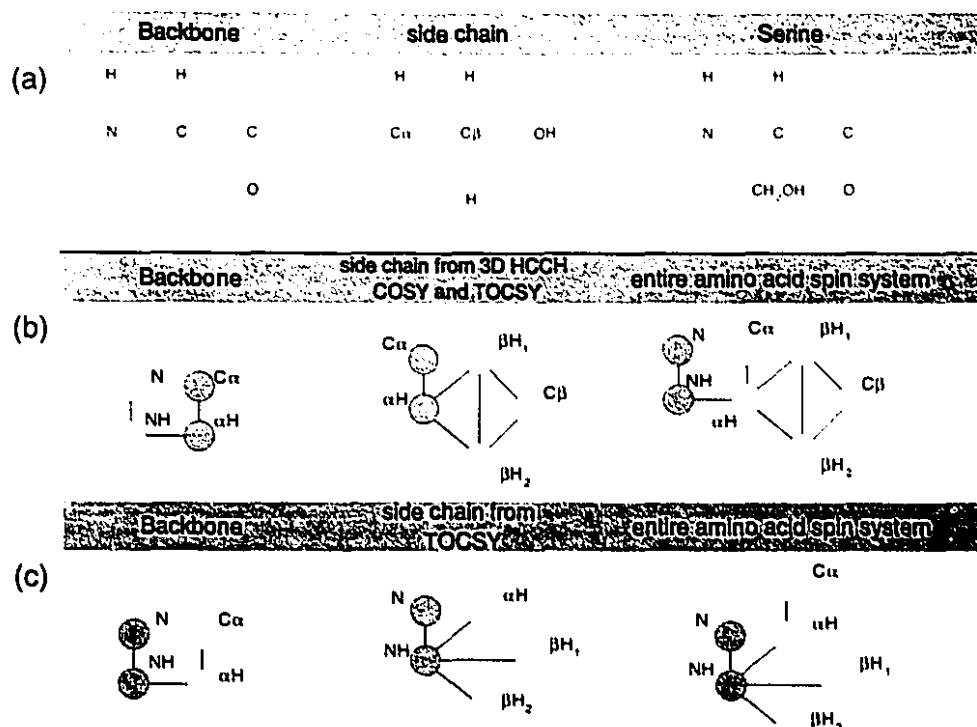 Backbone side chain Serine
(a)
H H H H H H
N C C Cα Cβ OH N C C
O H CH₂OH O
Backbone side chain from 3D HCCH COSY and TOCSY entire amino acid spin system
(b)
N Cα Cα βH₁ N Cα βH₁
NH αH αH Cβ NH αH Cβ
βH₂ βH₂
Backbone side chain from TOCSY entire amino acid spin system
(c)
N Cα N αH Cα
NH αH NH βH₁ N αH
βH₂ NH βH₁
βH₂